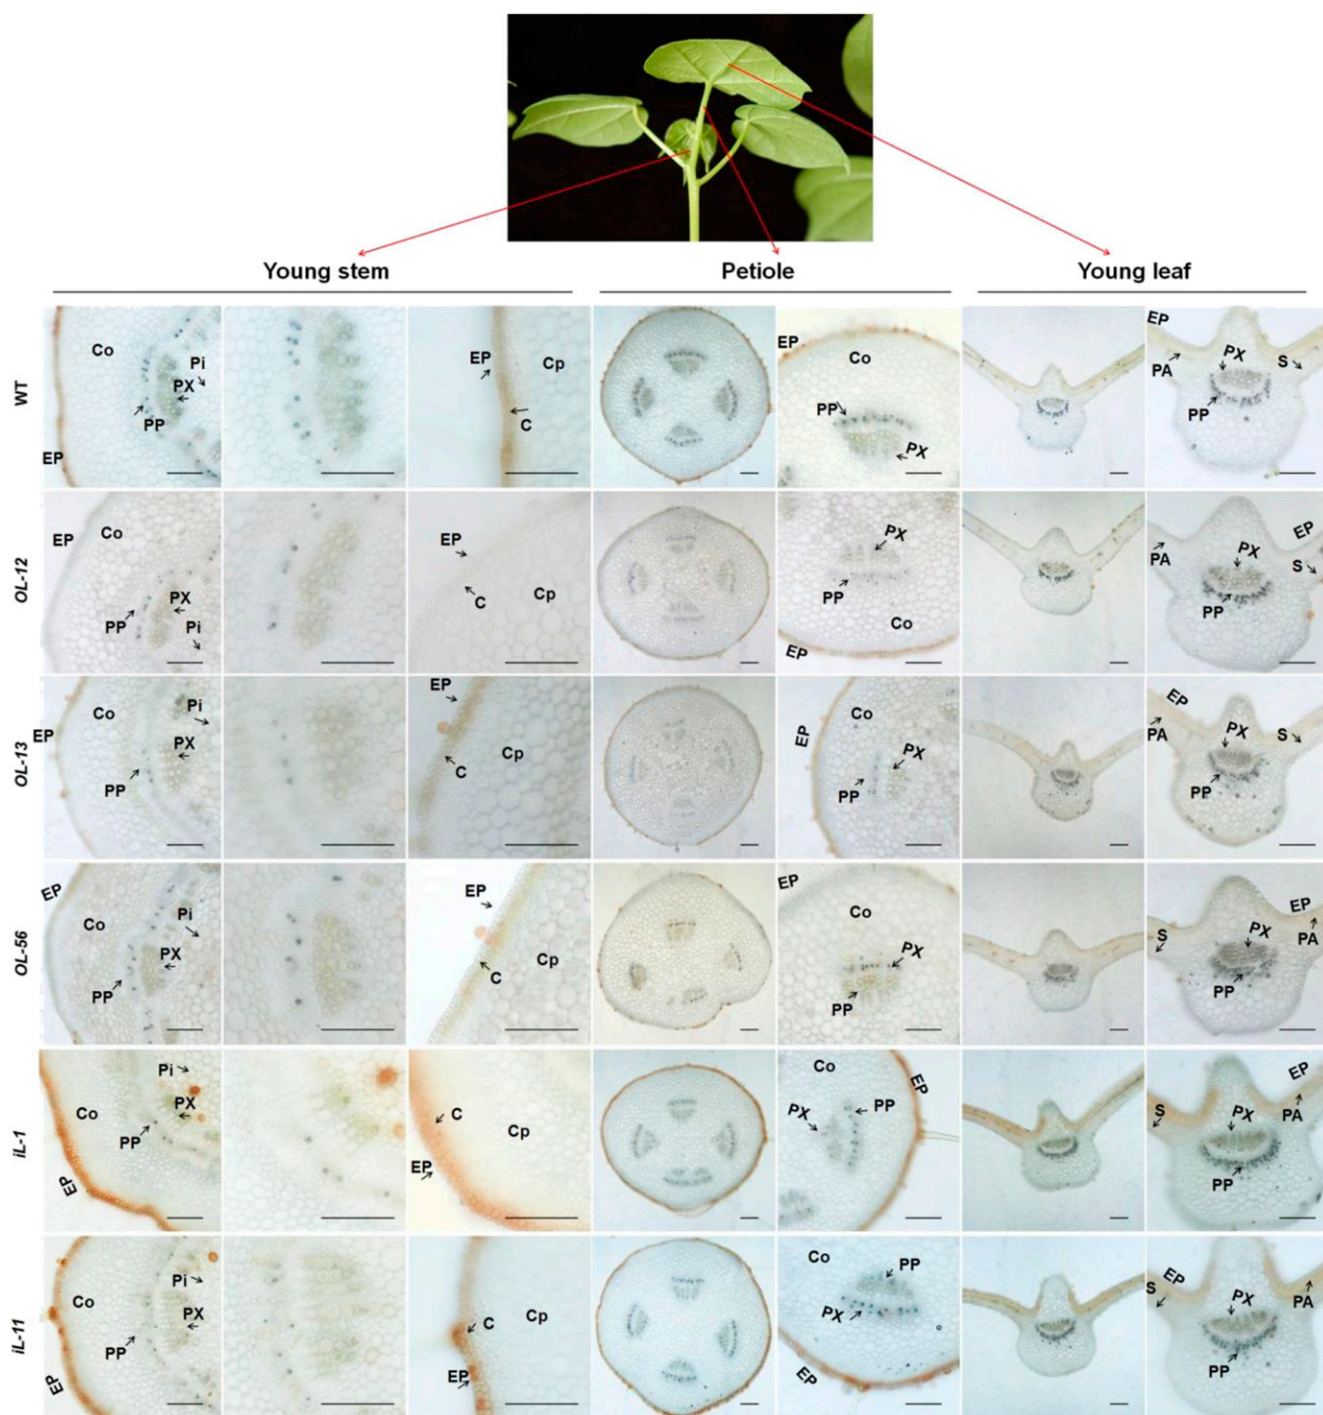 Young stem Petiole Young leaf
WT
Co Pi PX PP EP
EP Cp C
EP Co PP PX
EP PX PA S PP
OL-12
EP Co PX PP Pi
EP C Cp
PX PP Co EP
EP PX PA S PP
OL-13
Co Pi EP PX PP
EP Cp C
Co EP PX PP
EP PX S PA PP
OL-56
EP Co Pi PX PP
EP Cp C
EP Co PX PP
EP PX S PA PP
iL-1
Pi Co PX PP EP
C Cp EP
Co EP PP PX
EP S PX PA PP
iL-11
Pi Co PX PP EP
C Cp EP
Co PP PX EP
S EP PX PA PP